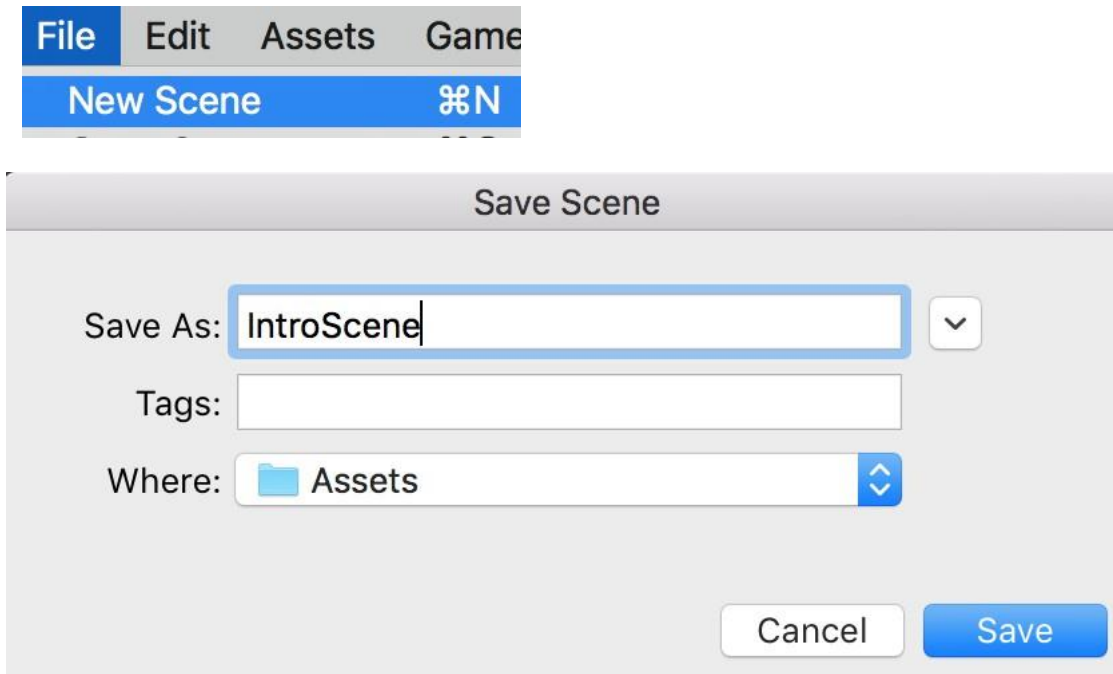 File Edit Assets Game
New Scene ⌘N
Save Scene
Save As: IntroScene
Tags:
Where: Assets
Cancel Save